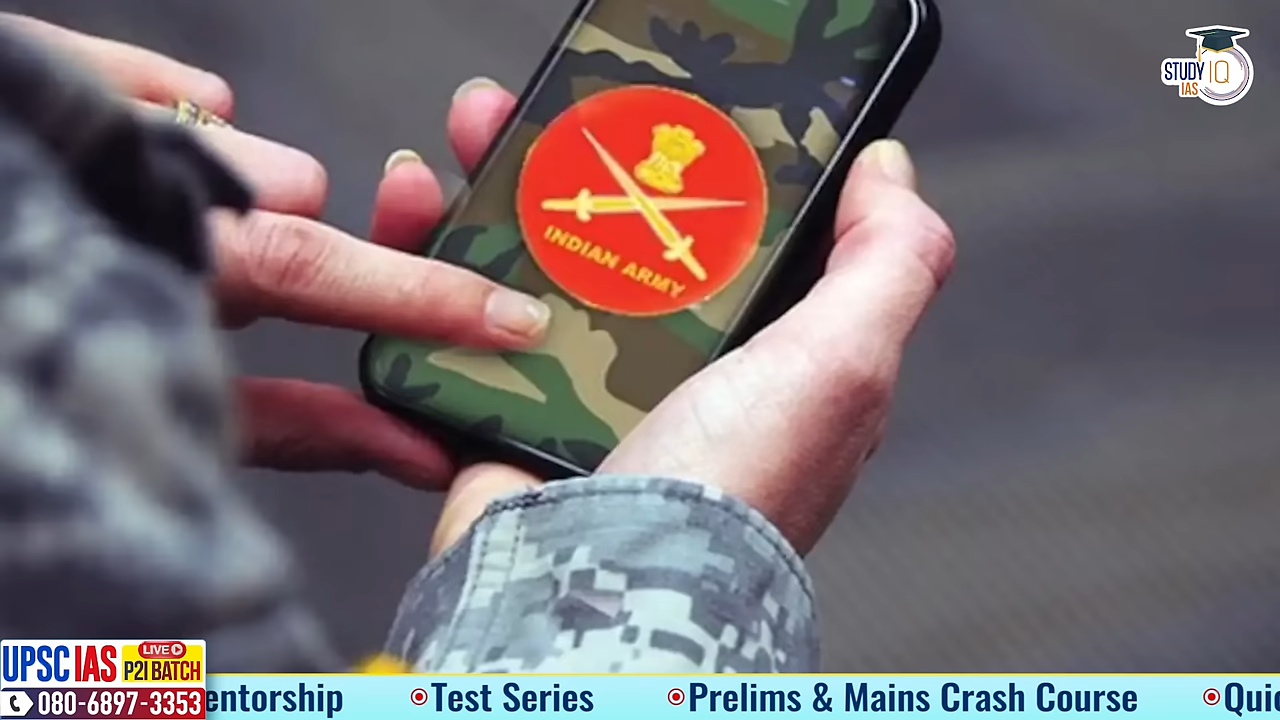 STUDY IQ
IAS
INDIAN ARMY
UPSC IAS
LIVE
P2I BATCH
080-6897-3353
entorship
Test Series
Prelims & Mains Crash Course
Quic